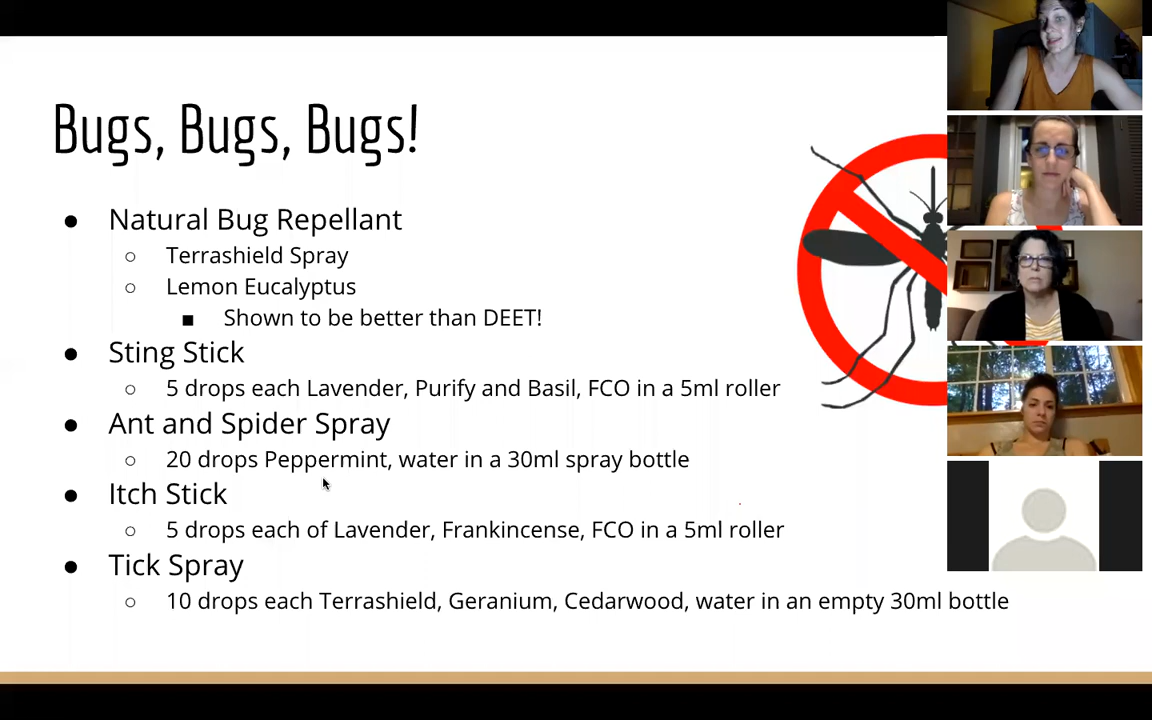 Bugs, Bugs, Bugs!
● Natural Bug Repellant
○ Terrashield Spray
○ Lemon Eucalyptus
■ Shown to be better than DEET!
● Sting Stick
○ 5 drops each Lavender, Purify and Basil, FCO in a 5ml roller
● Ant and Spider Spray
○ 20 drops Peppermint, water in a 30ml spray bottle
● Itch Stick
○ 5 drops each of Lavender, Frankincense, FCO in a 5ml roller
● Tick Spray
○ 10 drops each Terrashield, Geranium, Cedarwood, water in an empty 30ml bottle